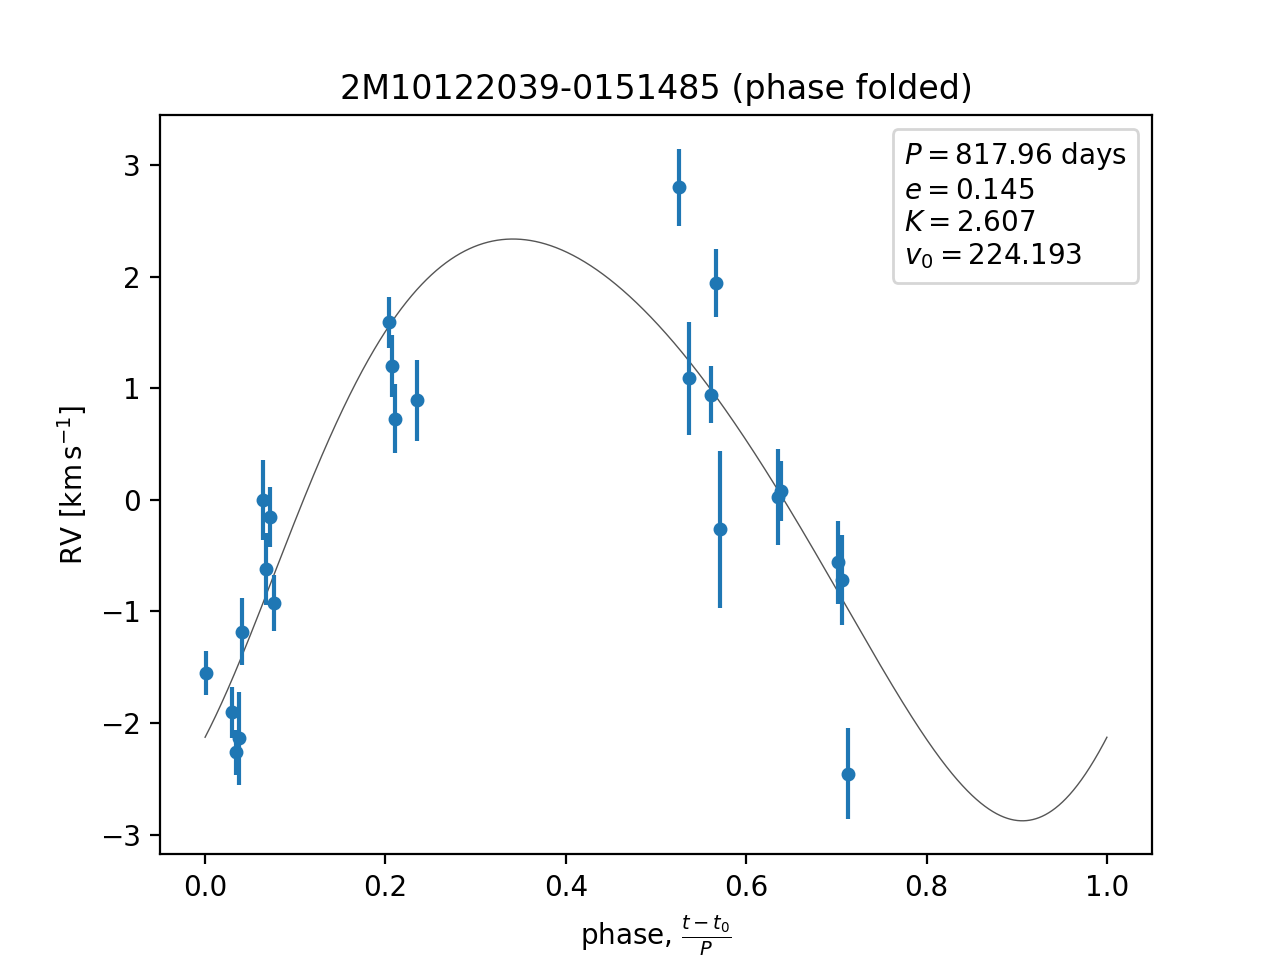 2M10122039-0151485 (phase folded)
P = 817.96 days
e = 0.145
K = 2.607
v₀ = 224.193
3
2
1
0
−1
−2
−3
RV [km s⁻¹]
0.0 0.2 0.4 0.6 0.8 1.0
phase, (t − t₀)/P